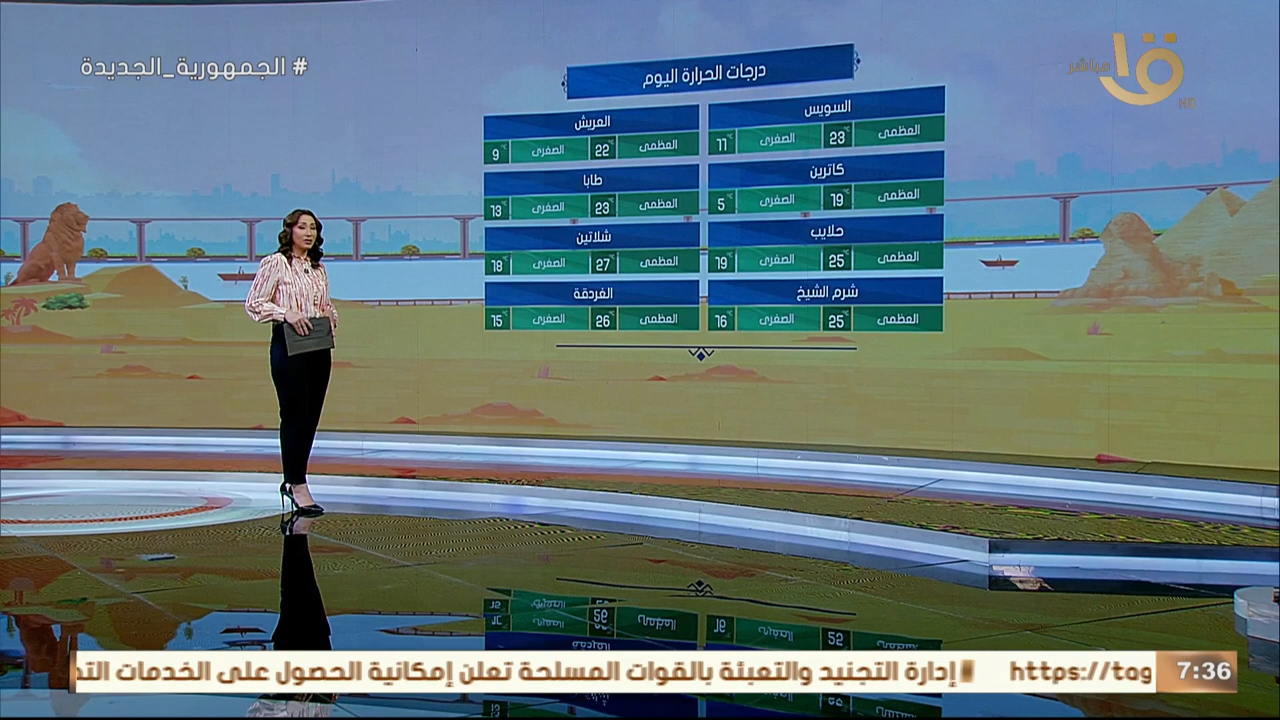 #الجمهورية_الجديدة
مباشر
HD
درجات الحرارة اليوم
السويس
العظمى 23 °C الصغرى 11 °C
العريش
العظمى 22 °C الصغرى 9 °C
كاترين
العظمى 19 °C الصغرى 5 °C
طابا
العظمى 23 °C الصغرى 13 °C
حلايب
العظمى 25 °C الصغرى 19 °C
شلاتين
العظمى 27 °C الصغرى 18 °C
شرم الشيخ
العظمى 25 °C الصغرى 16 °C
الغردقة
العظمى 26 °C الصغرى 15 °C
7:36
https://tag
إدارة التجنيد والتعبئة بالقوات المسلحة تعلن إمكانية الحصول على الخدمات التج